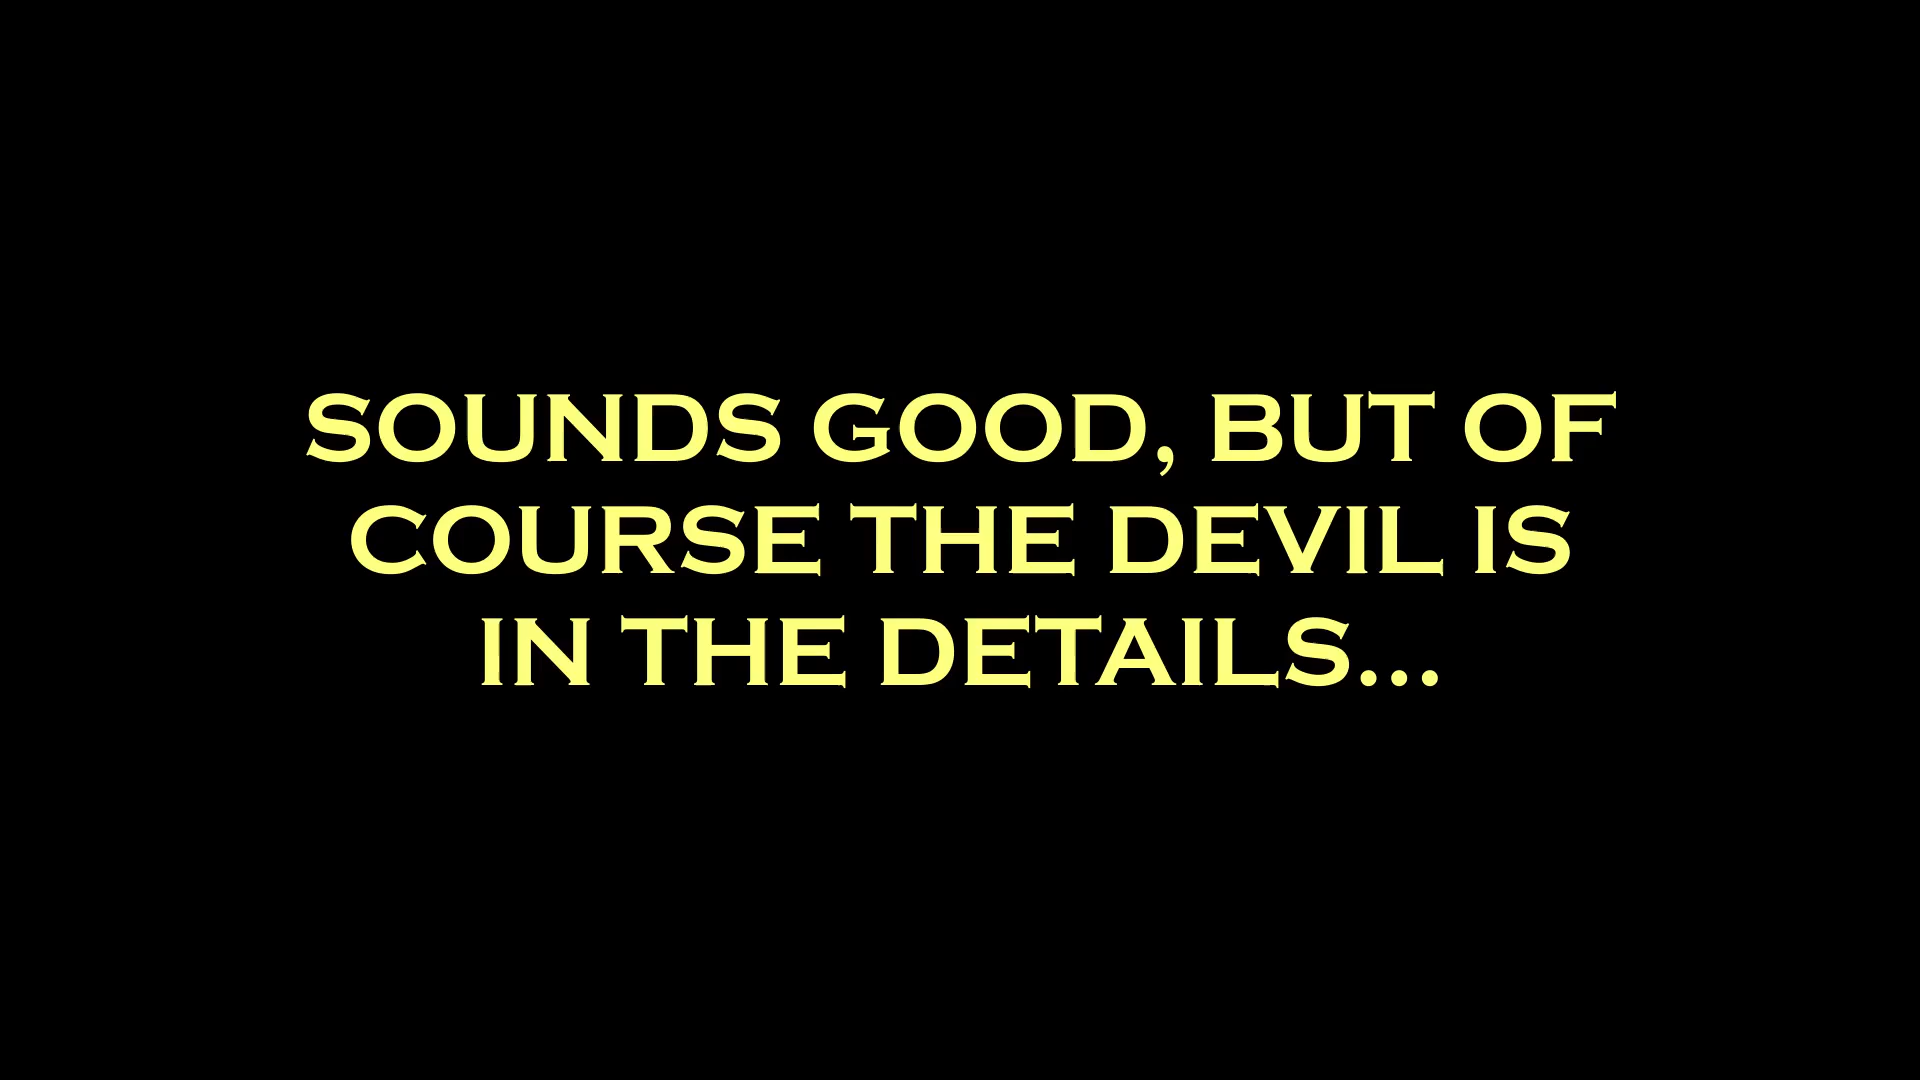 SOUNDS GOOD, BUT OF
COURSE THE DEVIL IS
IN THE DETAILS...